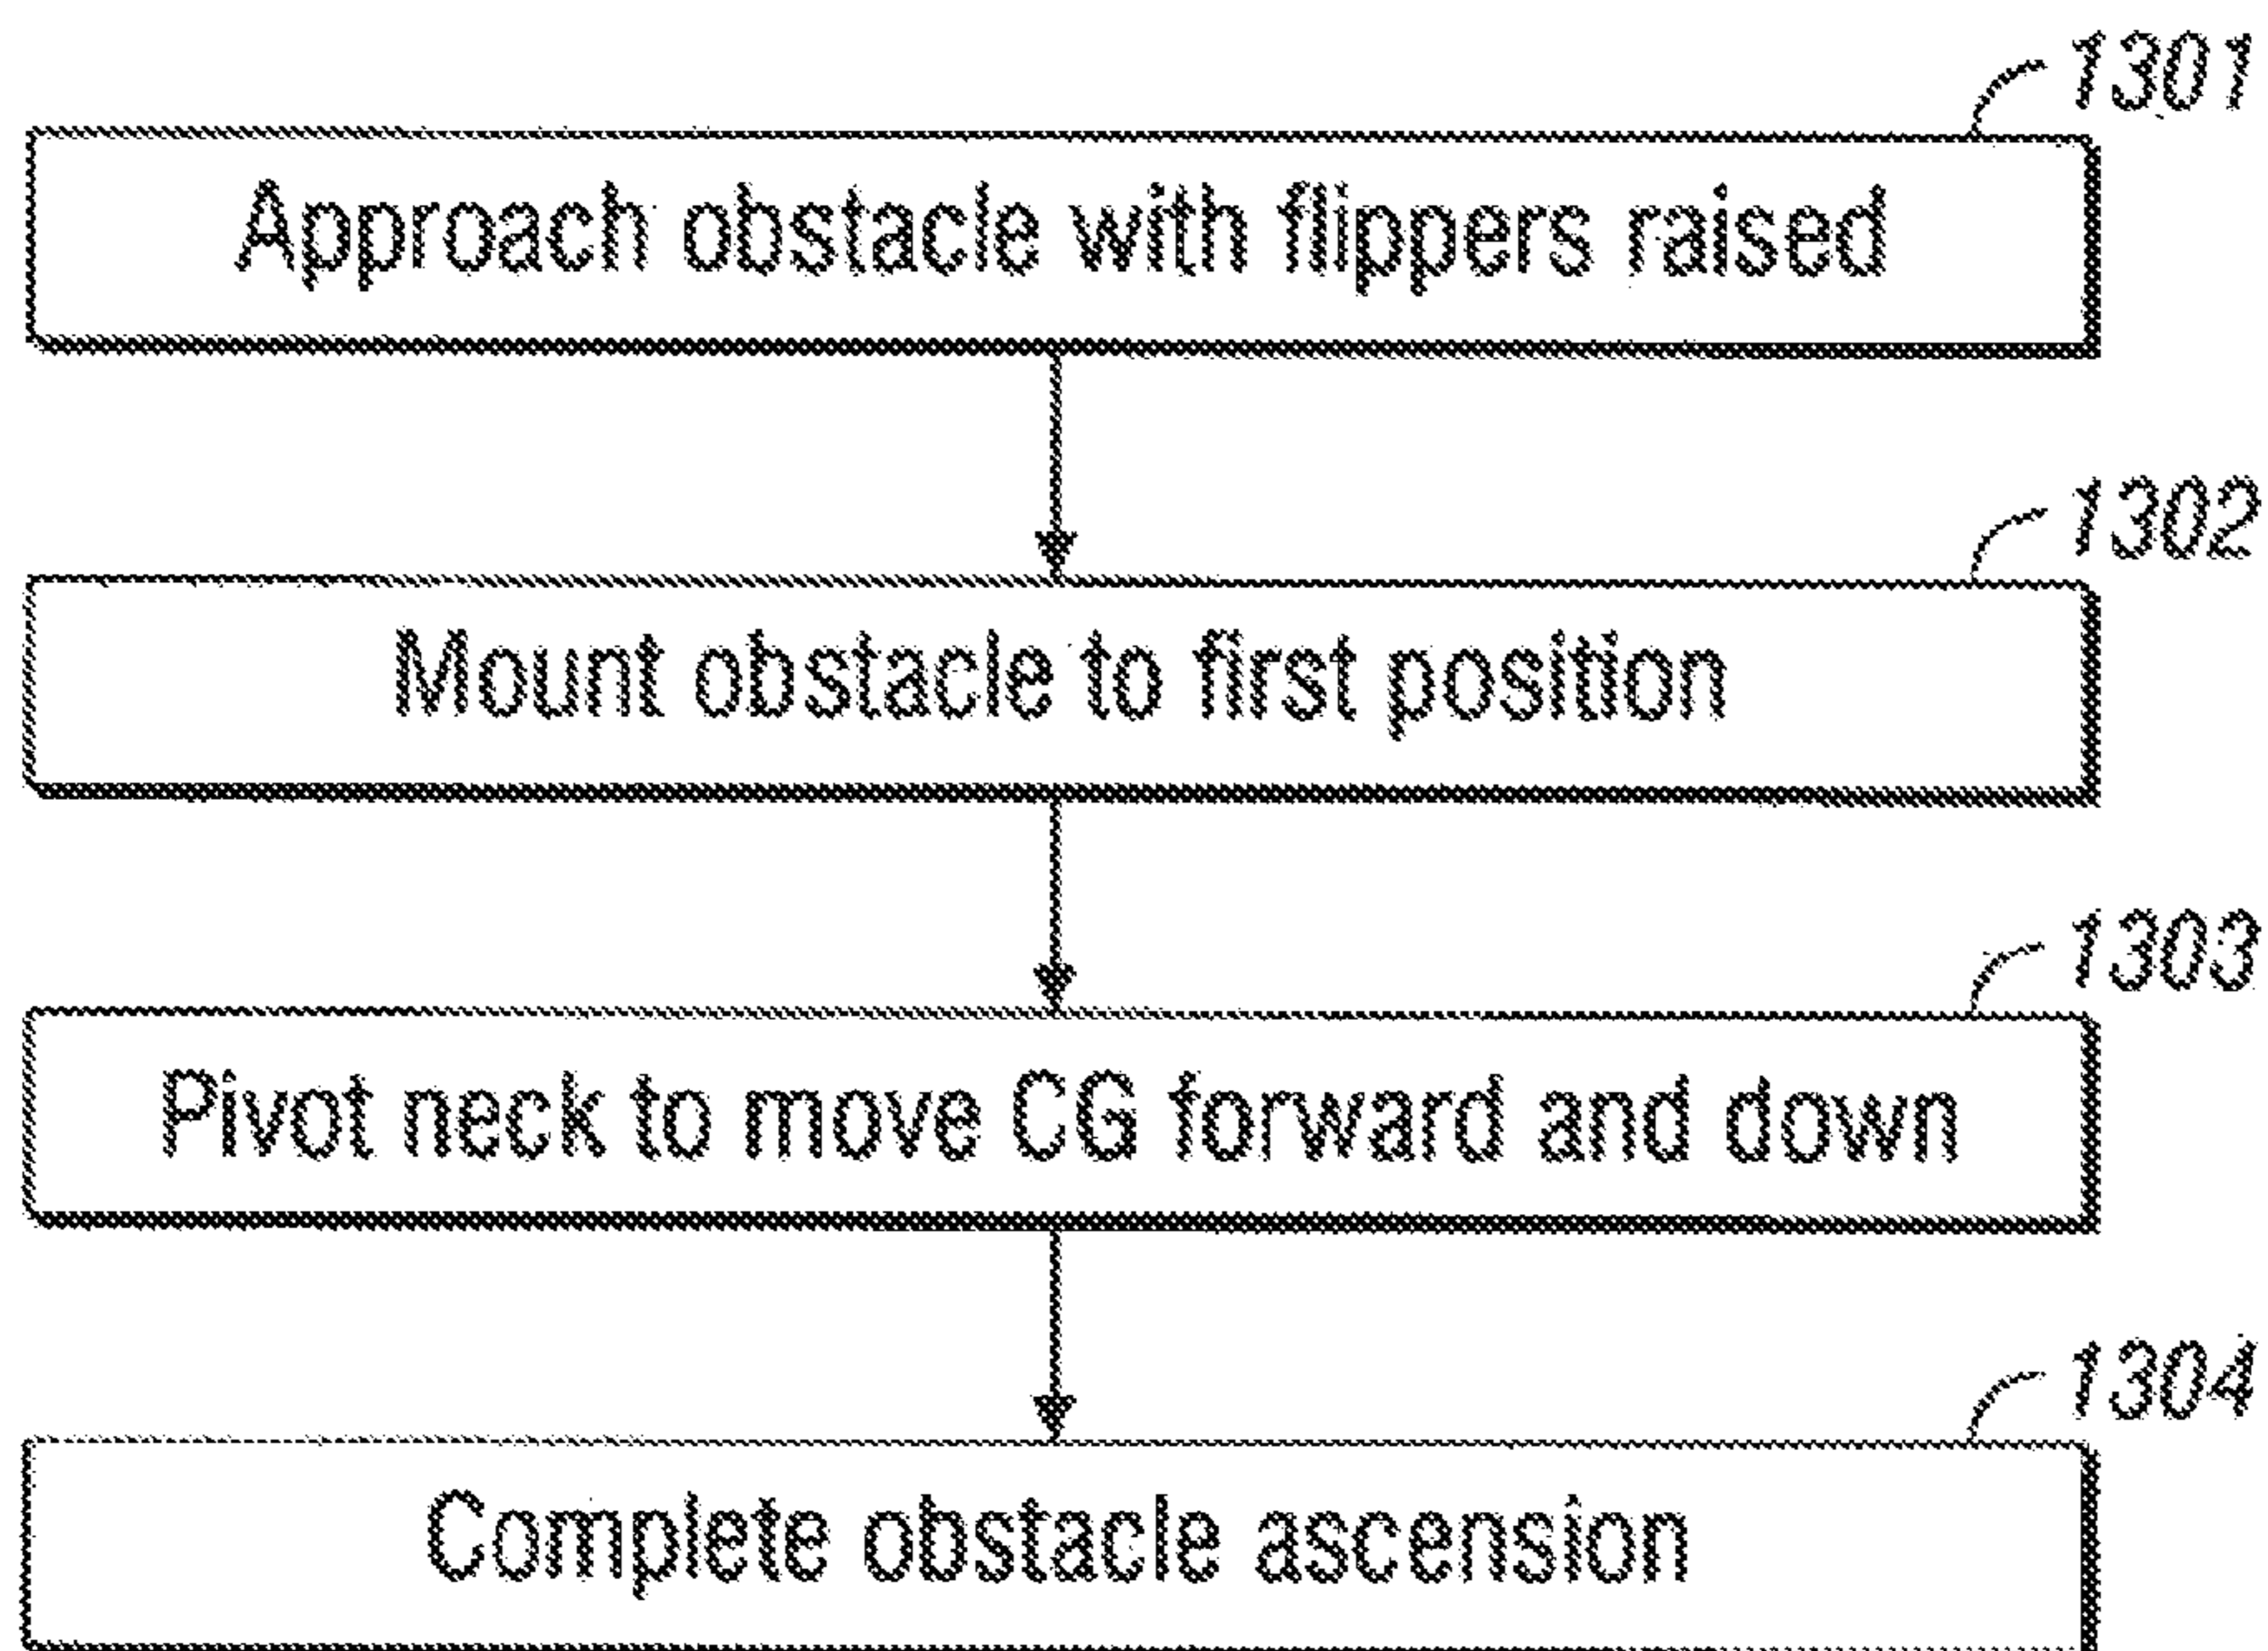 1301
Approach obstacle with flippers raised
1302
Mount obstacle to first position
1303
Pivot neck to move CG forward and down
1304
Complete obstacle ascension